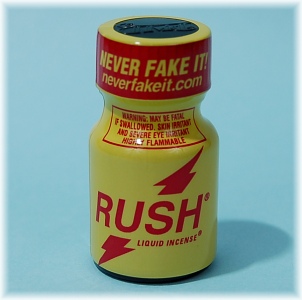 NEVER FAKE IT!
neverfakeit.com
WARNING: MAY BE FATAL
IF SWALLOWED. SKIN IRRITANT
AND SEVERE EYE IRRITANT
HIGHLY FLAMMABLE
RUSH®
LIQUID INCENSE®